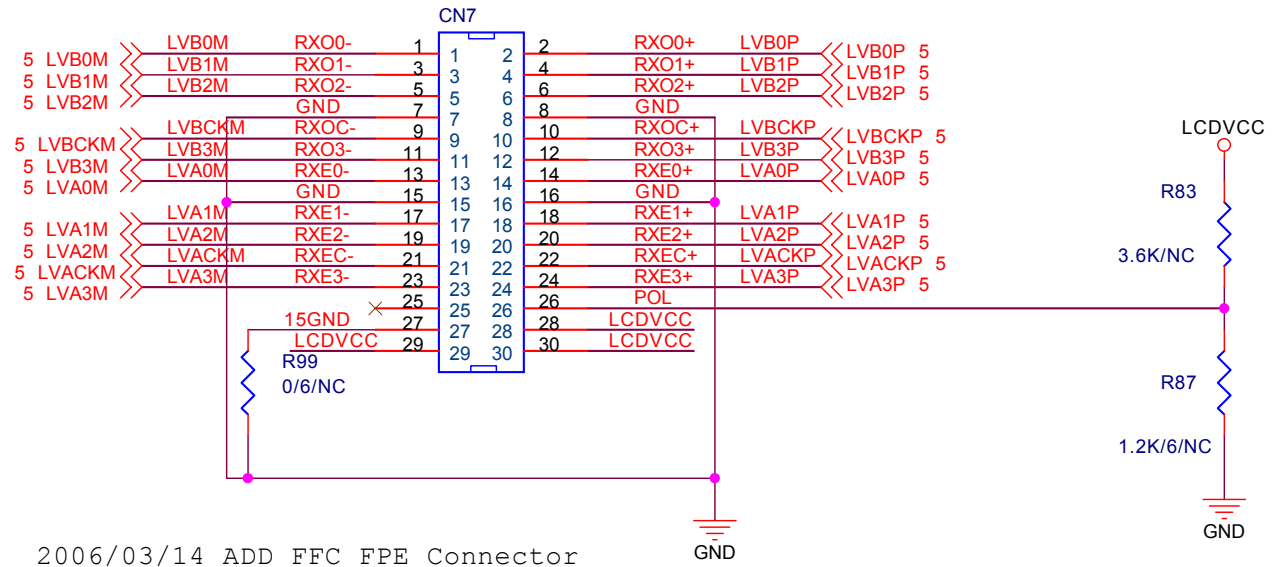 CN7
5 LVB0M LVB0M RXO0- 1 1 2 2 RXO0+ LVB0P LVB0P 5
5 LVB1M LVB1M RXO1- 3 3 4 4 RXO1+ LVB1P LVB1P 5
5 LVB2M LVB2M RXO2- 5 5 6 6 RXO2+ LVB2P LVB2P 5
GND 7 7 8 8 GND
5 LVBCKM LVBCKM RXOC- 9 9 10 10 RXOC+ LVBCKP LVBCKP 5
5 LVB3M LVB3M RXO3- 11 11 12 12 RXO3+ LVB3P LVB3P 5
5 LVA0M LVA0M RXE0- 13 13 14 14 RXE0+ LVA0P LVA0P 5
GND 15 15 16 16 GND
5 LVA1M LVA1M RXE1- 17 17 18 18 RXE1+ LVA1P LVA1P 5
5 LVA2M LVA2M RXE2- 19 19 20 20 RXE2+ LVA2P LVA2P 5
5 LVACKM LVACKM RXEC- 21 21 22 22 RXEC+ LVACKP LVACKP 5
5 LVA3M LVA3M RXE3- 23 23 24 24 RXE3+ LVA3P LVA3P 5
25 25 26 26 POL
15GND 27 27 28 28 LCDVCC
LCDVCC 29 29 30 30 LCDVCC
R99
0/6/NC
LCDVCC
R83
3.6K/NC
R87
1.2K/6/NC
GND
GND
2006/03/14 ADD FFC FPE Connector